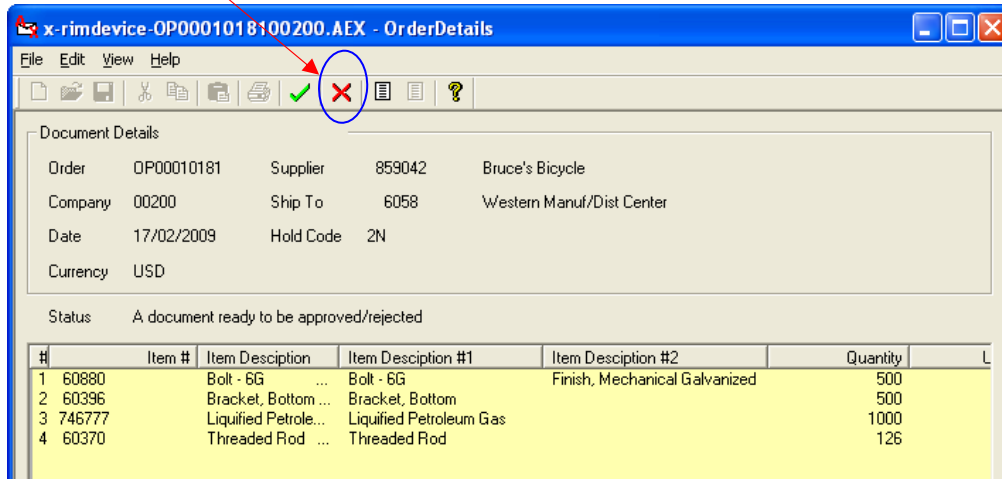 x-rimdevice-OP0001018100200.AEX - OrderDetails
File Edit View Help
Document Details
Order OP00010181 Supplier 859042 Bruce's Bicycle
Company 00200 Ship To 6058 Western Manuf/Dist Center
Date 17/02/2009 Hold Code 2N
Currency USD
Status A document ready to be approved/rejected
# Item # Item Desciption Item Desciption #1 Item Desciption #2 Quantity U
1 60880 Bolt - 6G ... Bolt - 6G Finish, Mechanical Galvanized 500
2 60396 Bracket, Bottom ... Bracket, Bottom 500
3 746777 Liquified Petrole... Liquified Petroleum Gas 1000
4 60370 Threaded Rod ... Threaded Rod 126